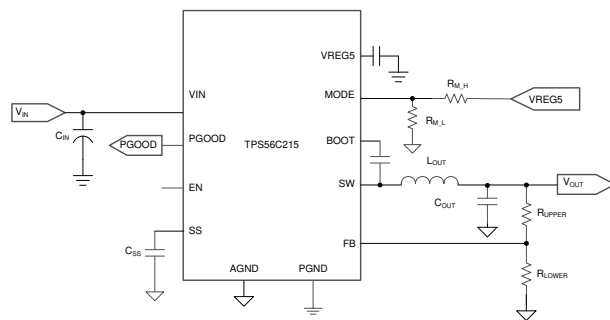 VREG5
VIN
MODE
R_M_H
VREG5
V_IN
C_IN
R_M_L
PGOOD
PGOOD
TPS56C215
BOOT
L_OUT
V_OUT
EN
SW
C_OUT
R_UPPER
SS
C_SS
FB
R_LOWER
AGND
PGND